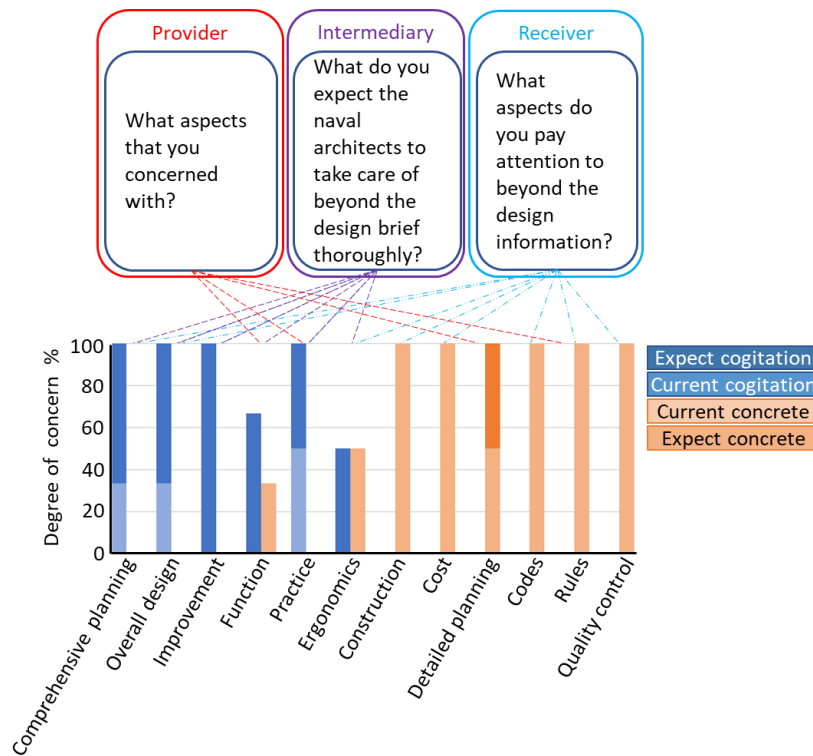 Provider
Intermediary
Receiver
What aspects
that you
concerned
with?
What do you
expect the
naval
architects to
take care of
beyond the
design brief
thoroughly?
What
aspects do
you pay
attention to
beyond the
design
information?
Degree of concern %
100
80
60
40
20
0
Comprehensive planning
Overall design
Improvement
Function
Practice
Ergonomics
Construction
Cost
Detailed planning
Codes
Rules
Quality control
Expect cogitation
Current cogitation
Current concrete
Expect concrete